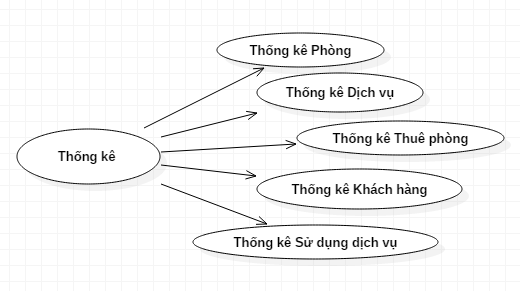 Thống kê Phòng
Thống kê Dịch vụ
Thống kê Thuê phòng
Thống kê
Thống kê Khách hàng
Thống kê Sử dụng dịch vụ